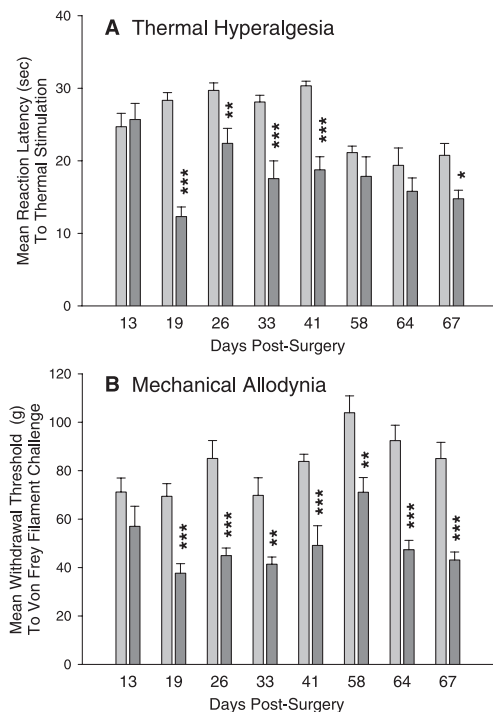 A Thermal Hyperalgesia
Mean Reaction Latency (sec)
To Thermal Stimulation
40
30
20
10
0
***
**
***
***
*
13 19 26 33 41 58 64 67
Days Post-Surgery
B Mechanical Allodynia
Mean Withdrawal Threshold (g)
To Von Frey Filament Challenge
120
100
80
60
40
20
0
***
***
**
***
**
***
***
13 19 26 33 41 58 64 67
Days Post-Surgery